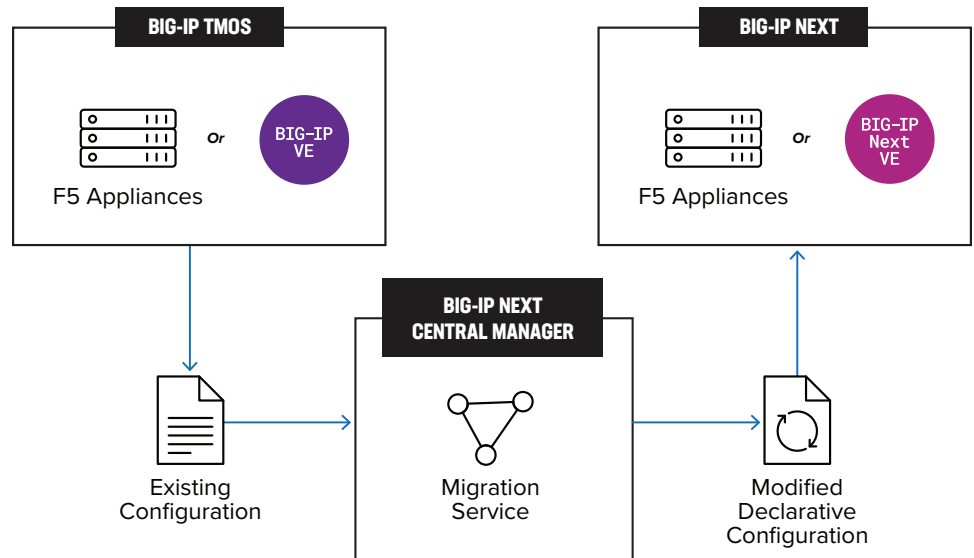 BIG-IP TMOS
Or
BIG-IP
VE
F5 Appliances
BIG-IP NEXT
Or
BIG-IP
Next
VE
F5 Appliances
BIG-IP NEXT
CENTRAL MANAGER
Existing
Configuration
Migration
Service
Modified
Declarative
Configuration